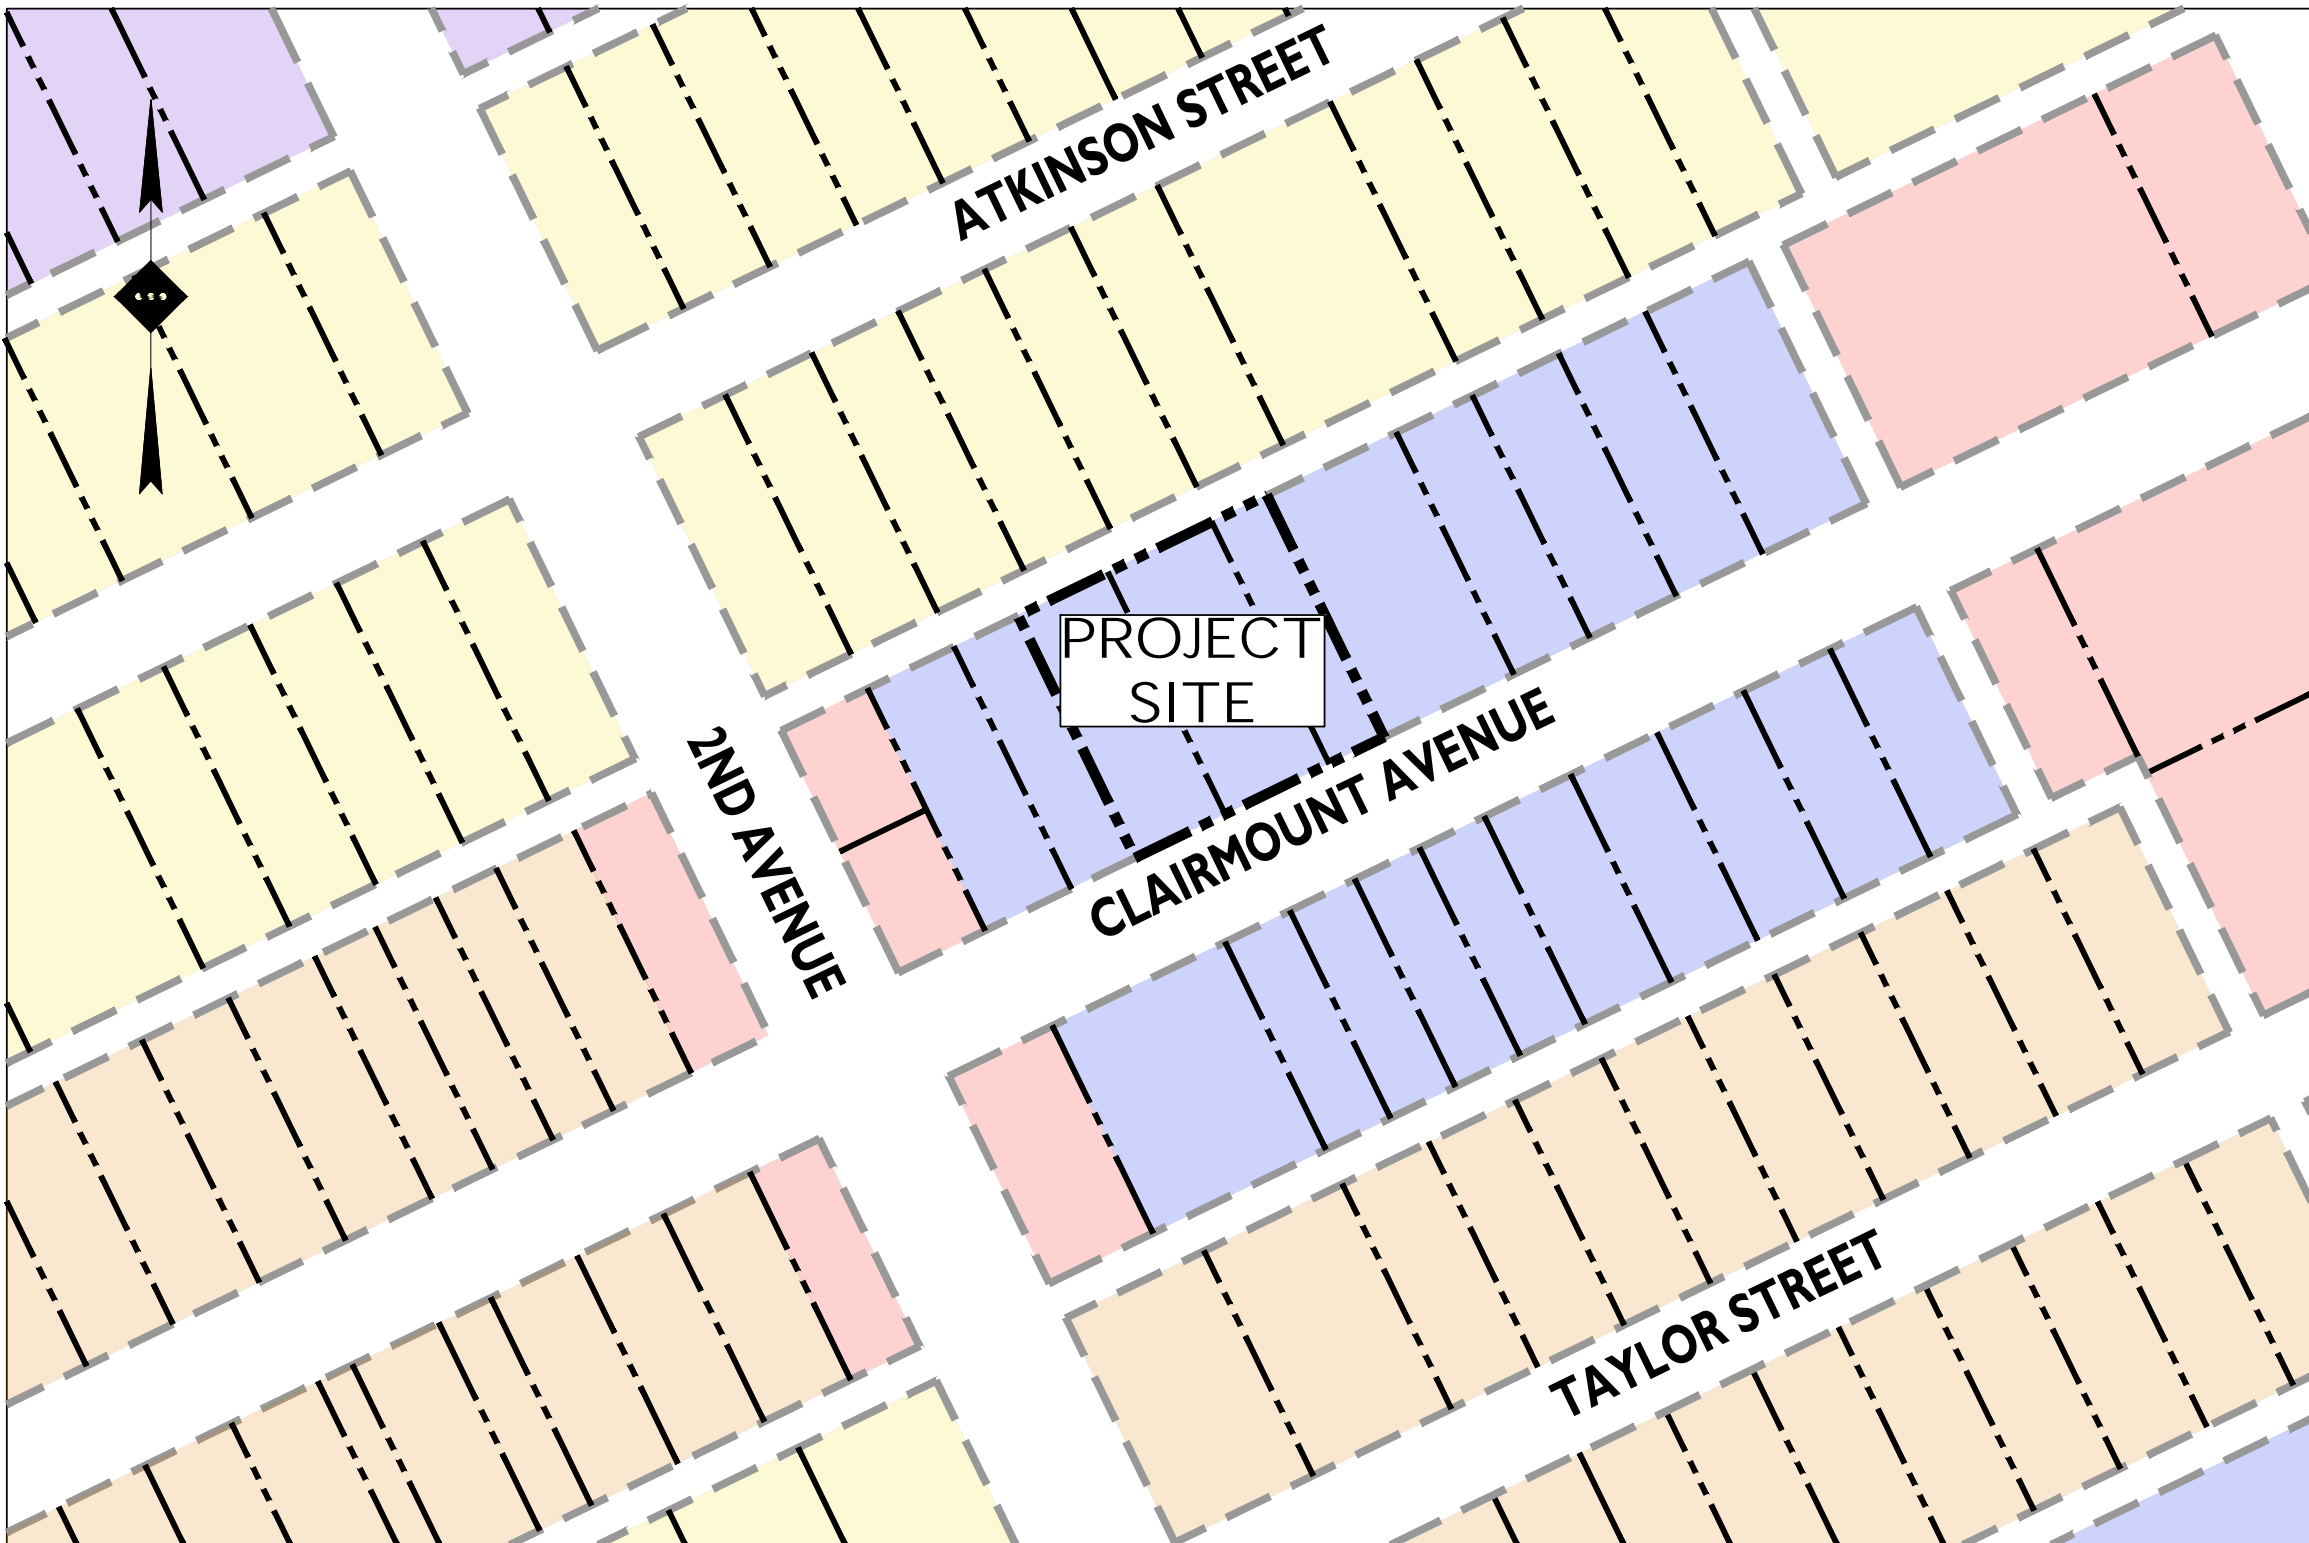 ATKINSON STREET
PROJECT
SITE
2ND AVENUE
CLAIRMOUNT AVENUE
TAYLOR STREET